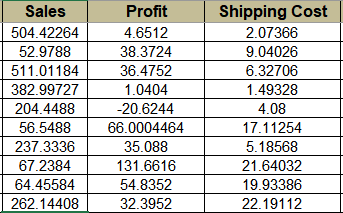 Sales Profit Shipping Cost
504.42264 4.6512 2.07366
52.9788 38.3724 9.04026
511.01184 36.4752 6.32706
382.99727 1.0404 1.49328
204.4488 -20.6244 4.08
56.5488 66.0004464 17.11254
237.3336 35.088 5.18568
67.2384 131.6616 21.64032
64.45584 54.8352 19.93386
262.14408 32.3952 22.19112